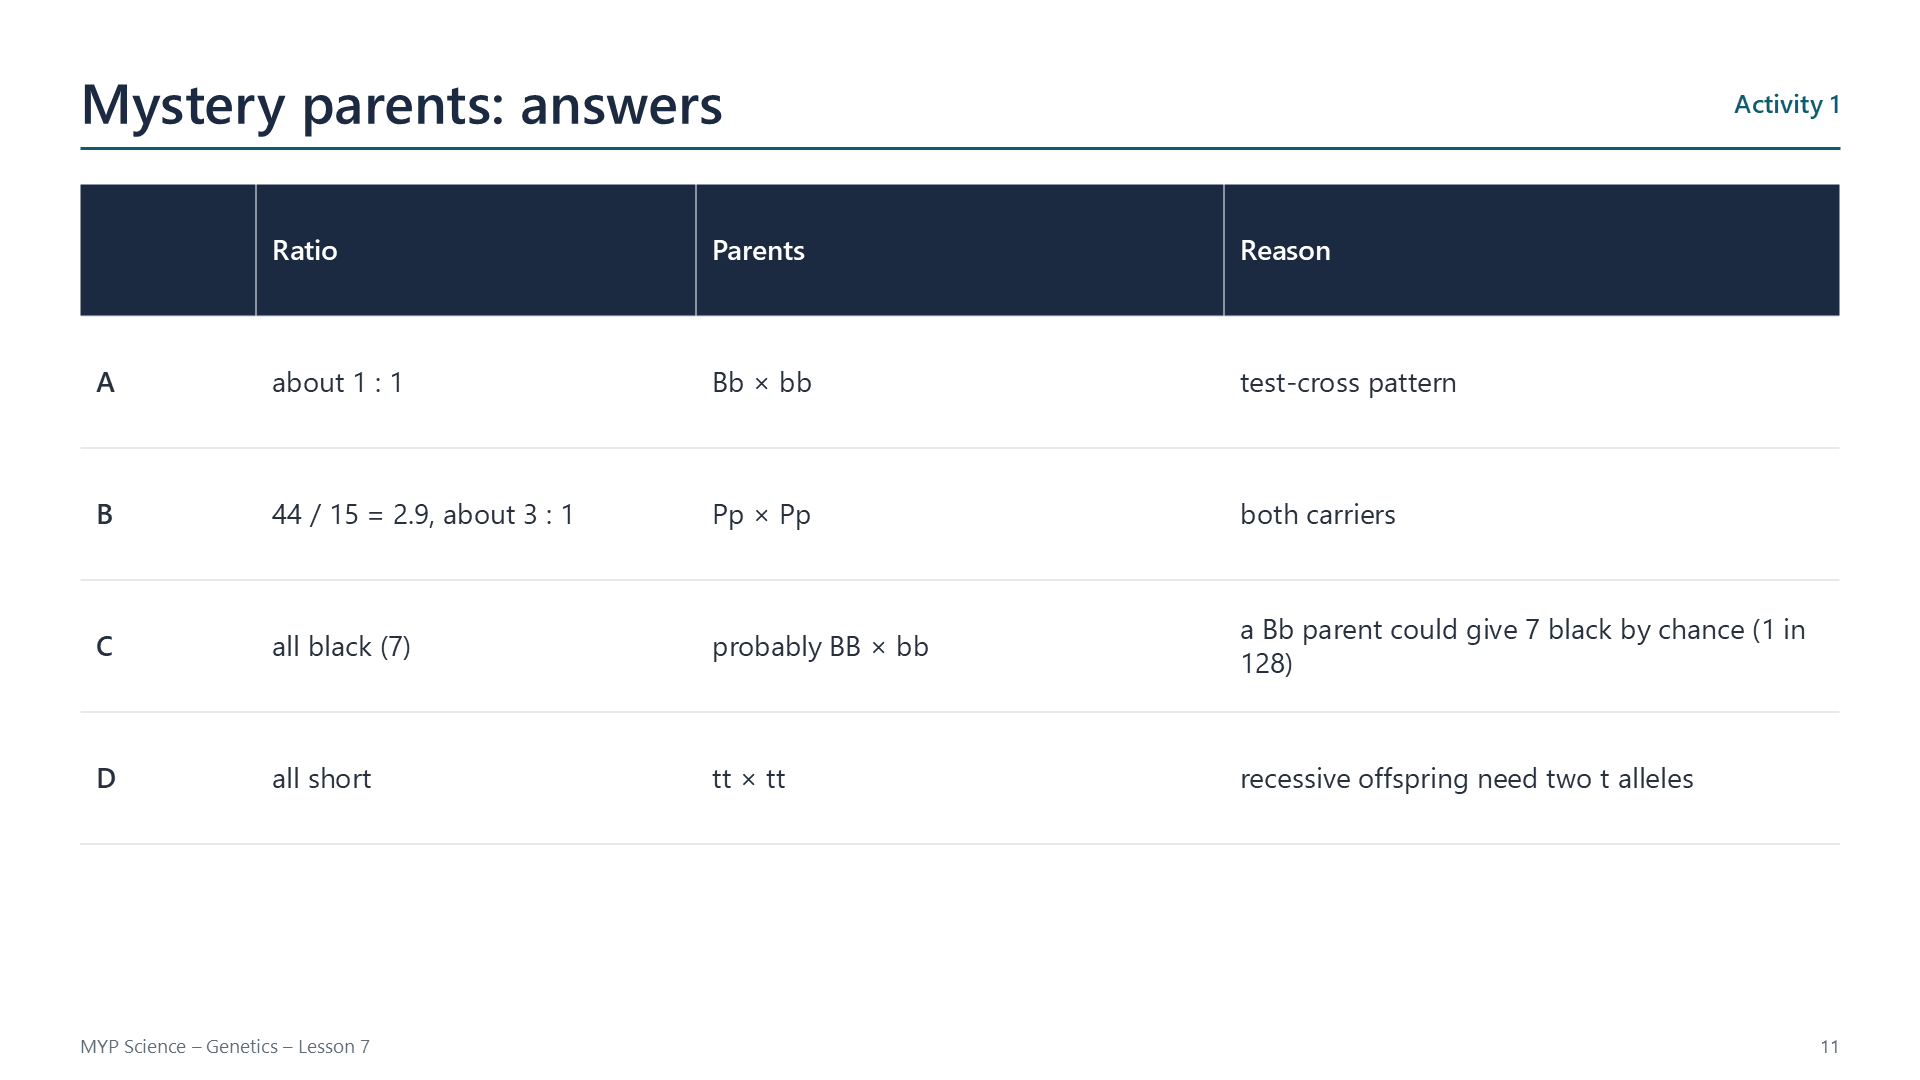 Mystery parents: answers
Activity 1
Ratio
Parents
Reason
A
about 1 : 1
Bb × bb
test-cross pattern
B
44 / 15 = 2.9, about 3 : 1
Pp × Pp
both carriers
C
all black (7)
probably BB × bb
a Bb parent could give 7 black by chance (1 in
128)
D
all short
tt × tt
recessive offspring need two t alleles
MYP Science – Genetics – Lesson 7
11